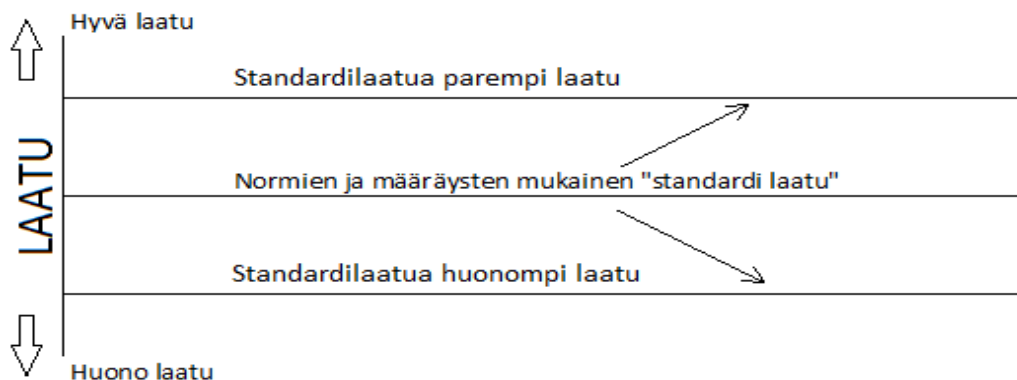 Hyvä laatu
Standardilaatua parempi laatu
LAATU
Normien ja määräysten mukainen "standardi laatu"
Standardilaatua huonompi laatu
Huono laatu